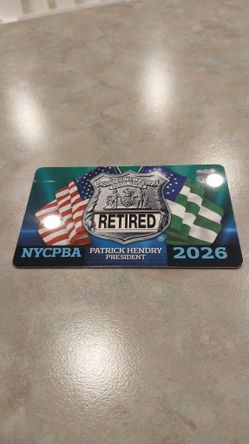 RETIRED
NYCPBA
PATRICK HENDRY
PRESIDENT
2026